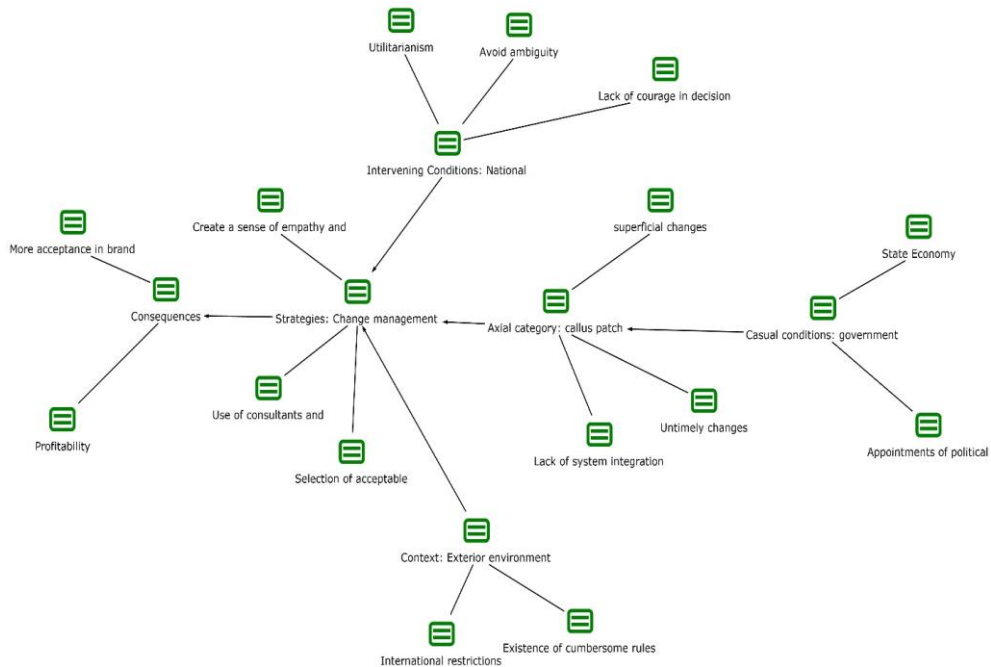 Utilitarianism
Avoid ambiguity
Lack of courage in decision
Intervening Conditions: National
Create a sense of empathy and
superficial changes
More acceptance in brand
State Economy
Consequences
Strategies: Change management
Axial category: callus patch
Casual conditions: government
Use of consultants and
Untimely changes
Profitability
Lack of system integration
Appointments of political
Selection of acceptable
Context: Exterior environment
Existence of cumbersome rules
International restrictions